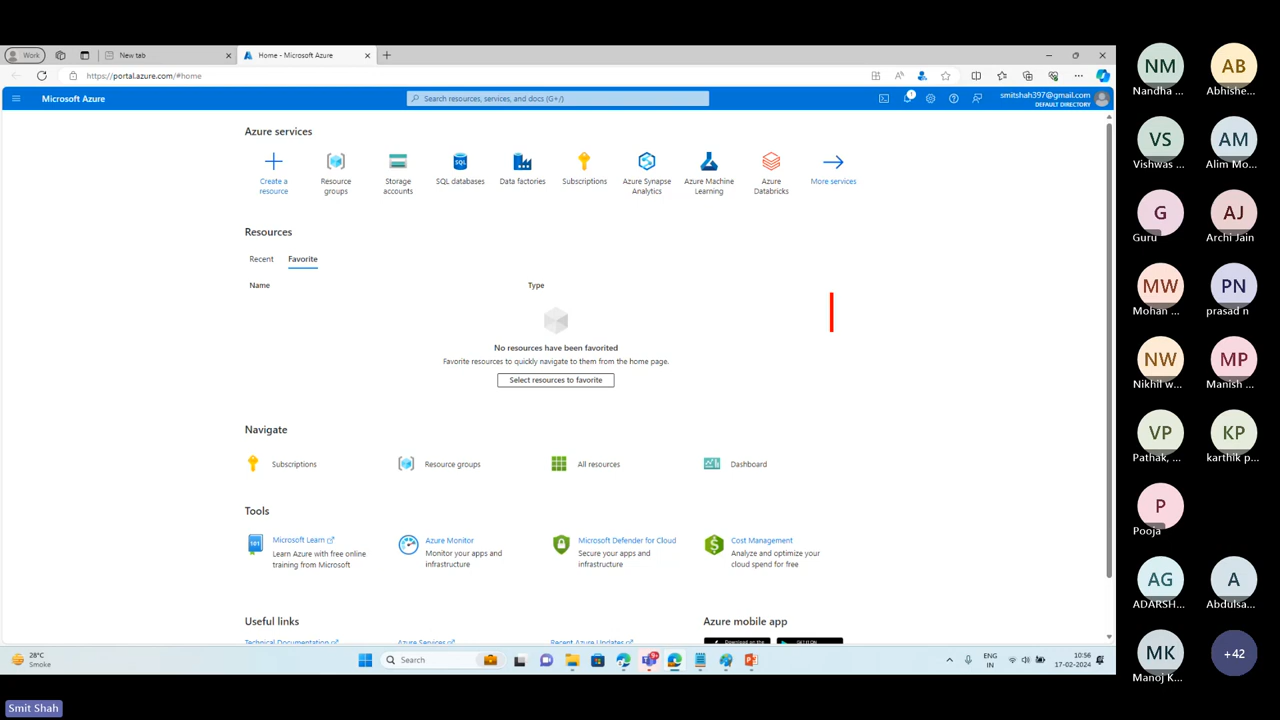 Work
New tab
Home - Microsoft Azure
https://portal.azure.com/#home
Microsoft Azure
Search resources, services, and docs (G+/)
1
smitshah397@gmail.com
DEFAULT DIRECTORY
Azure services
Create a resource
Resource groups
Storage accounts
SQL databases
Data factories
Subscriptions
Azure Synapse Analytics
Azure Machine Learning
Azure Databricks
More services
Resources
Recent
Favorite
Name
Type
No resources have been favorited
Favorite resources to quickly navigate to them from the home page.
Select resources to favorite
Navigate
Subscriptions
Resource groups
All resources
Dashboard
Tools
Microsoft Learn
Learn Azure with free online
training from Microsoft
Azure Monitor
Monitor your apps and
infrastructure
Microsoft Defender for Cloud
Secure your apps and
infrastructure
Cost Management
Analyze and optimize your
cloud spend for free
Useful links
Azure mobile app
Technical Documentation
Azure Services
Recent Azure Updates
28°C
Smoke
Search
ENG
IN
10:56
17-02-2024
Smit Shah
NM
Nandha ...
AB
Abhishe...
VS
Vishwas ...
AM
Alim Mo...
G
Guru
AJ
Archi Jain
MW
Mohan ...
PN
prasad n
NW
Nikhil w...
MP
Manish ...
VP
Pathak, ...
KP
karthik p...
P
Pooja
AG
ADARSH...
A
Abdulsa...
MK
Manoj K...
+42